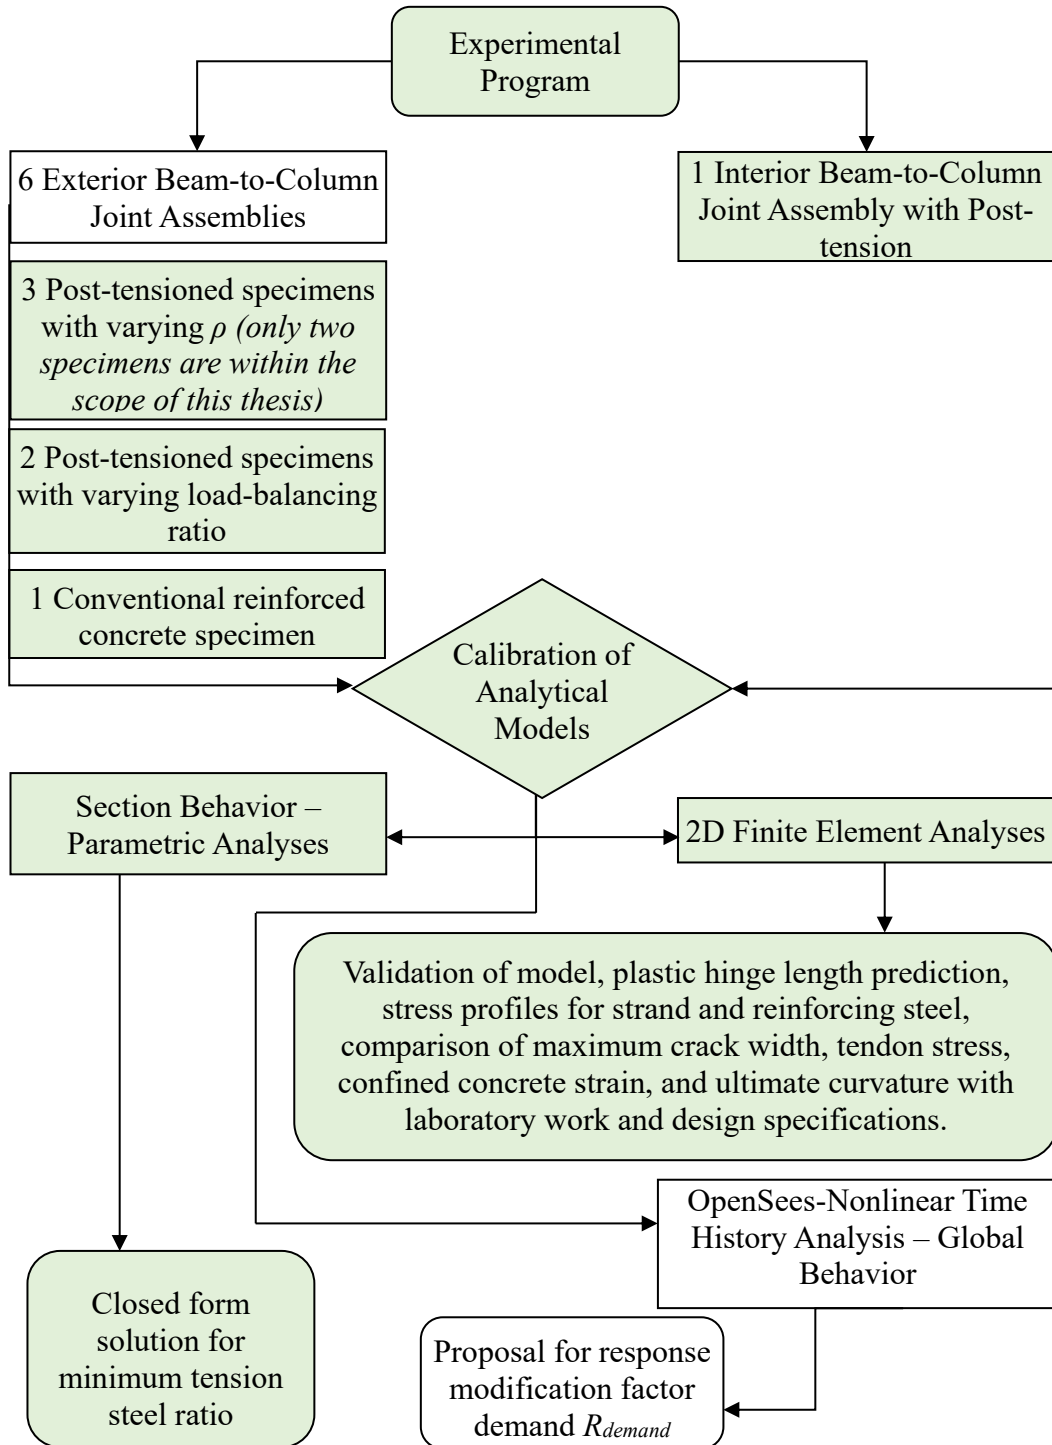 Experimental
Program
6 Exterior Beam-to-Column
Joint Assemblies
1 Interior Beam-to-Column
Joint Assembly with Post-
tension
3 Post-tensioned specimens
with varying ρ (only two
specimens are within the
scope of this thesis)
2 Post-tensioned specimens
with varying load-balancing
ratio
1 Conventional reinforced
concrete specimen
Calibration of
Analytical
Models
Section Behavior –
Parametric Analyses
2D Finite Element Analyses
Validation of model, plastic hinge length prediction,
stress profiles for strand and reinforcing steel,
comparison of maximum crack width, tendon stress,
confined concrete strain, and ultimate curvature with
laboratory work and design specifications.
OpenSees-Nonlinear Time
History Analysis – Global
Behavior
Closed form
solution for
minimum tension
steel ratio
Proposal for response
modification factor
demand Rdemand